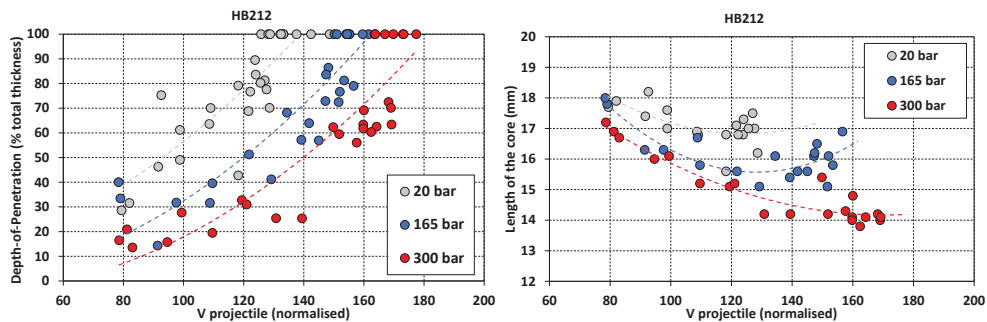 HB212
Depth-of-Penetration (% total thickness)
100
90
80
70
60
50
40
30
20
10
0
20 bar
165 bar
300 bar
60 80 100 120 140 160 180 200
V projectile (normalised)
HB212
Length of the core (mm)
20
19
18
17
16
15
14
13
12
20 bar
165 bar
300 bar
60 80 100 120 140 160 180 200
V projectile (normalised)